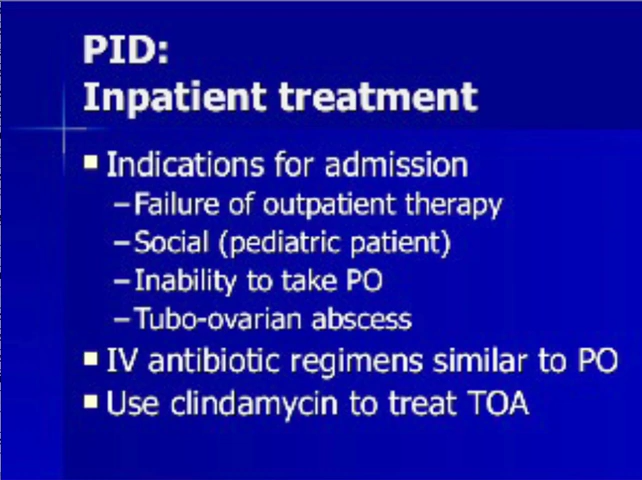 PID:
Inpatient treatment
Indications for admission
–Failure of outpatient therapy
–Social (pediatric patient)
–Inability to take PO
–Tubo-ovarian abscess
IV antibiotic regimens similar to PO
Use clindamycin to treat TOA